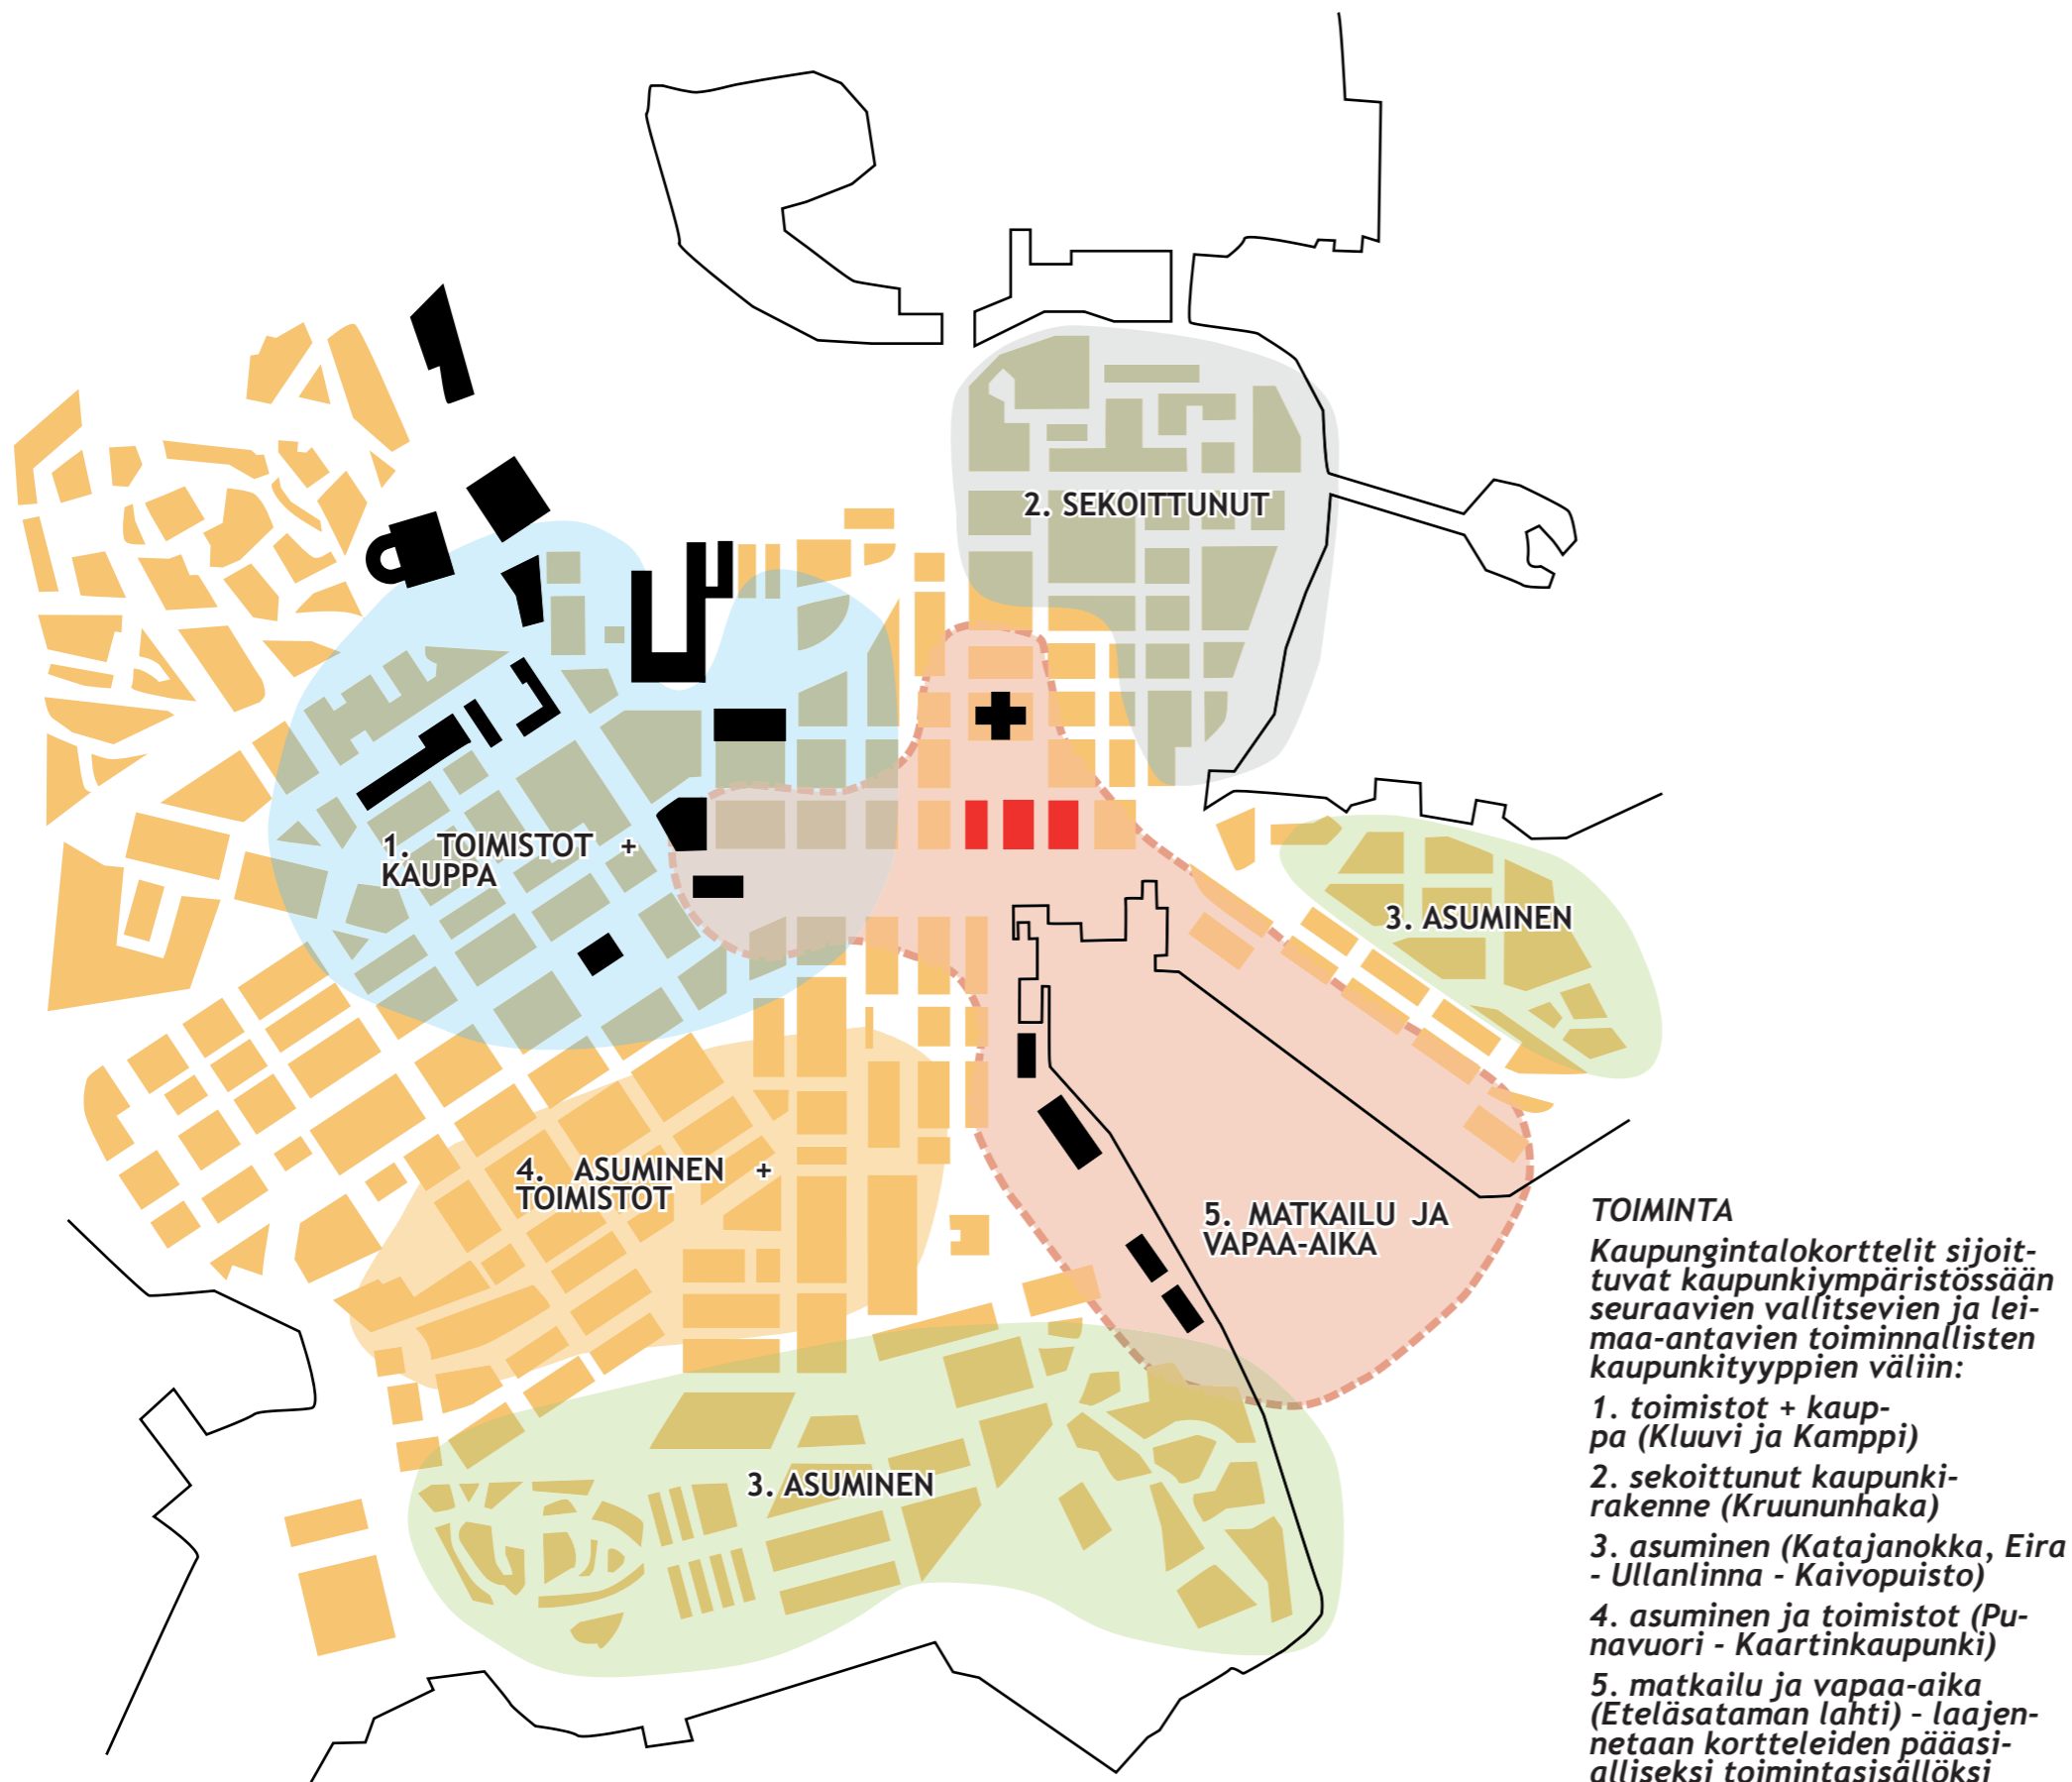 2. SEKOITTUNUT
1. TOIMISTOT +
KAUPPA
3. ASUMINEN
4. ASUMINEN +
TOIMISTOT
5. MATKAILU JA
VAPAA-AIKA
3. ASUMINEN
TOIMINTA
Kaupungintalokorttelit sijoit-
tuvat kaupunkiympäristössään
seuraavien vallitsevien ja lei-
maa-antavien toiminnallisten
kaupunkityyppien väliin:
1. toimistot + kaup-
pa (Kluuvi ja Kamppi)
2. sekoittunut kaupunki-
rakenne (Kruununhaka)
3. asuminen (Katajanokka, Eira
- Ullanlinna - Kaivopuisto)
4. asuminen ja toimistot (Pu-
navuori - Kaartinkaupunki)
5. matkailu ja vapaa-aika
(Eteläsataman lahti) – laajen-
netaan kortteleiden pääasi-
alliseksi toimintasisällöksi